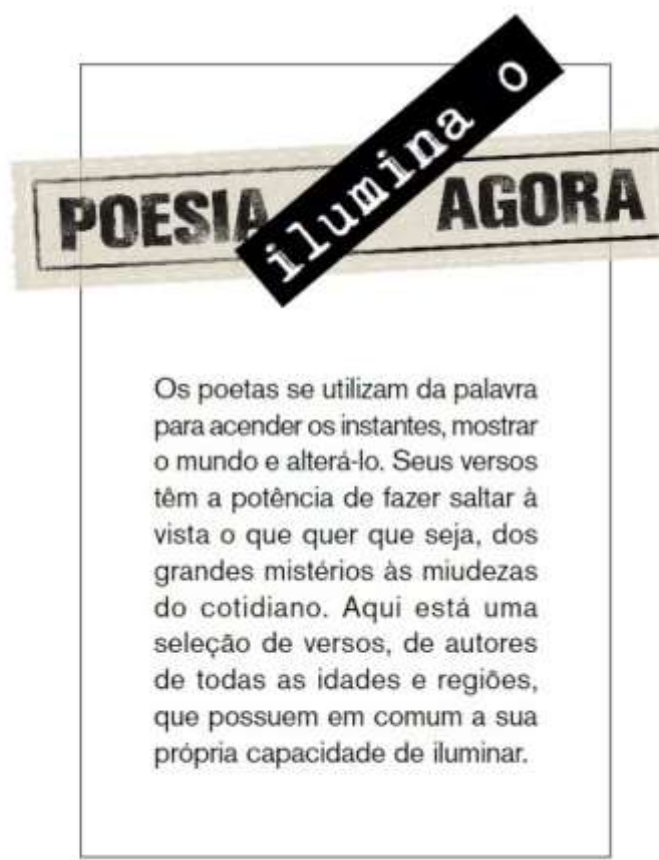 POESIA ilumina o AGORA
Os poetas se utilizam da palavra
para acender os instantes, mostrar
o mundo e alterá-lo. Seus versos
têm a potência de fazer saltar à
vista o que quer que seja, dos
grandes mistérios às miudezas
do cotidiano. Aqui está uma
seleção de versos, de autores
de todas as idades e regiões,
que possuem em comum a sua
própria capacidade de iluminar.